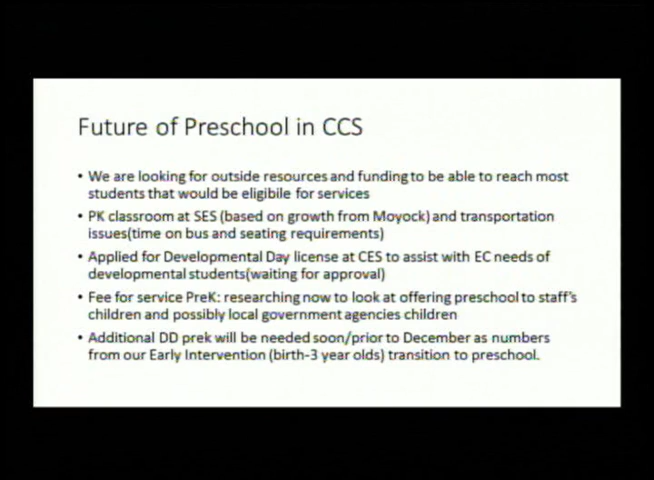 Future of Preschool in CCS
• We are looking for outside resources and funding to be able to reach most
students that would be eligibile for services
• PK classroom at SES (based on growth from Moyock) and transportation
issues(time on bus and seating requirements)
• Applied for Developmental Day license at CES to assist with EC needs of
developmental students(waiting for approval)
• Fee for service PreK: researching now to look at offering preschool to staff's
children and possibly local government agencies children
• Additional DD prek will be needed soon/prior to December as numbers
from our Early Intervention (birth-3 year olds) transition to preschool.